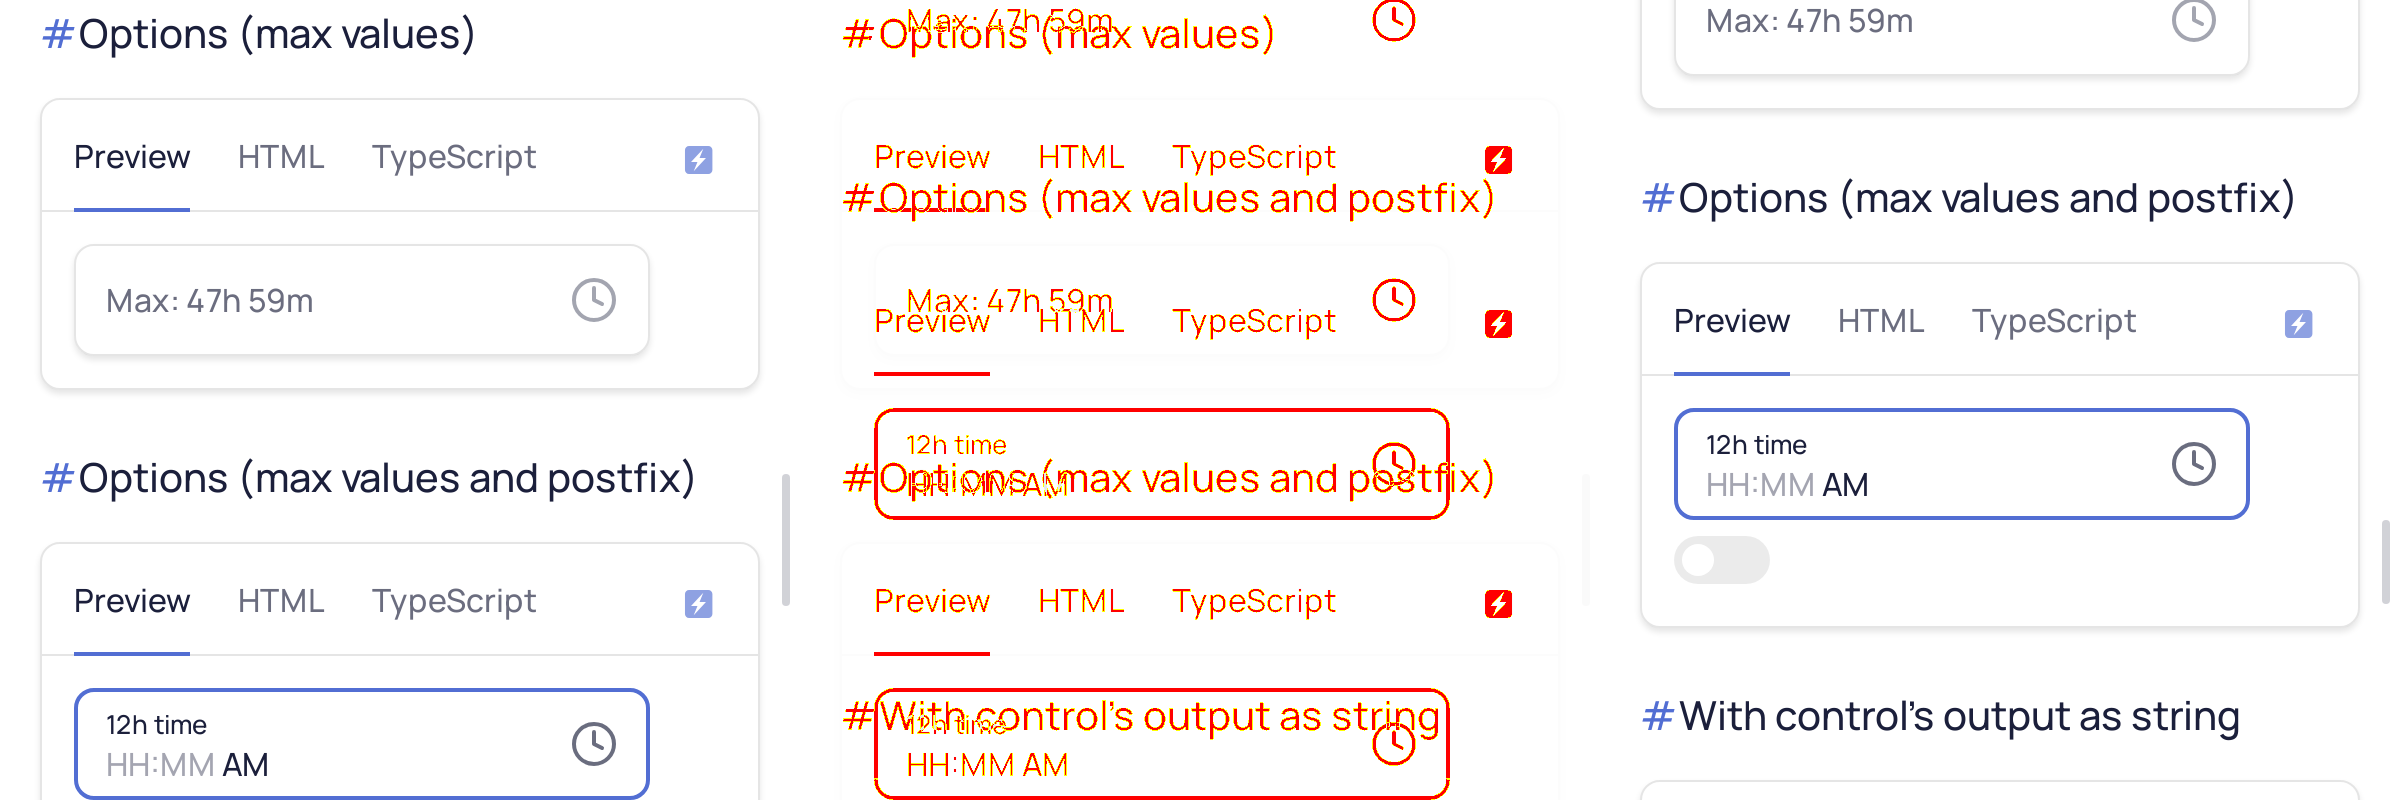 #Options (max values)
Preview HTML TypeScript
Max: 47h 59m
#Options (max values and postfix)
Preview HTML TypeScript
12h time
HH:MM AM
Max: 47h 59m
#Options (max values)
Preview HTML TypeScript
#Options (max values and postfix)
Max: 47h 59m
Preview HTML TypeScript
12h time
#Options (max values and postfix)
HH:MM AM
Preview HTML TypeScript
#With control's output as string
12h time
HH:MM AM
Max: 47h 59m
#Options (max values and postfix)
Preview HTML TypeScript
12h time
HH:MM AM
#With control's output as string